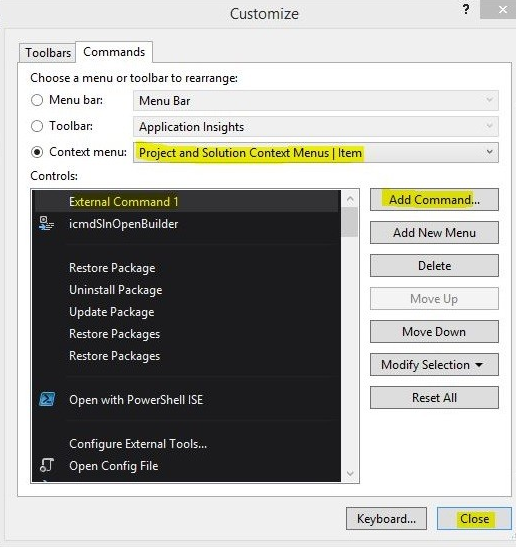 Customize
?
Toolbars Commands
Choose a menu or toolbar to rearrange:
Menu bar: Menu Bar
Toolbar: Application Insights
Context menu: Project and Solution Context Menus | Item
Controls:
External Command 1
icmdSlnOpenBuilder
Restore Package
Uninstall Package
Update Package
Restore Packages
Restore Packages
Open with PowerShell ISE
Configure External Tools...
Open Config File
Add Command...
Add New Menu
Delete
Move Up
Move Down
Modify Selection
Reset All
Keyboard... Close